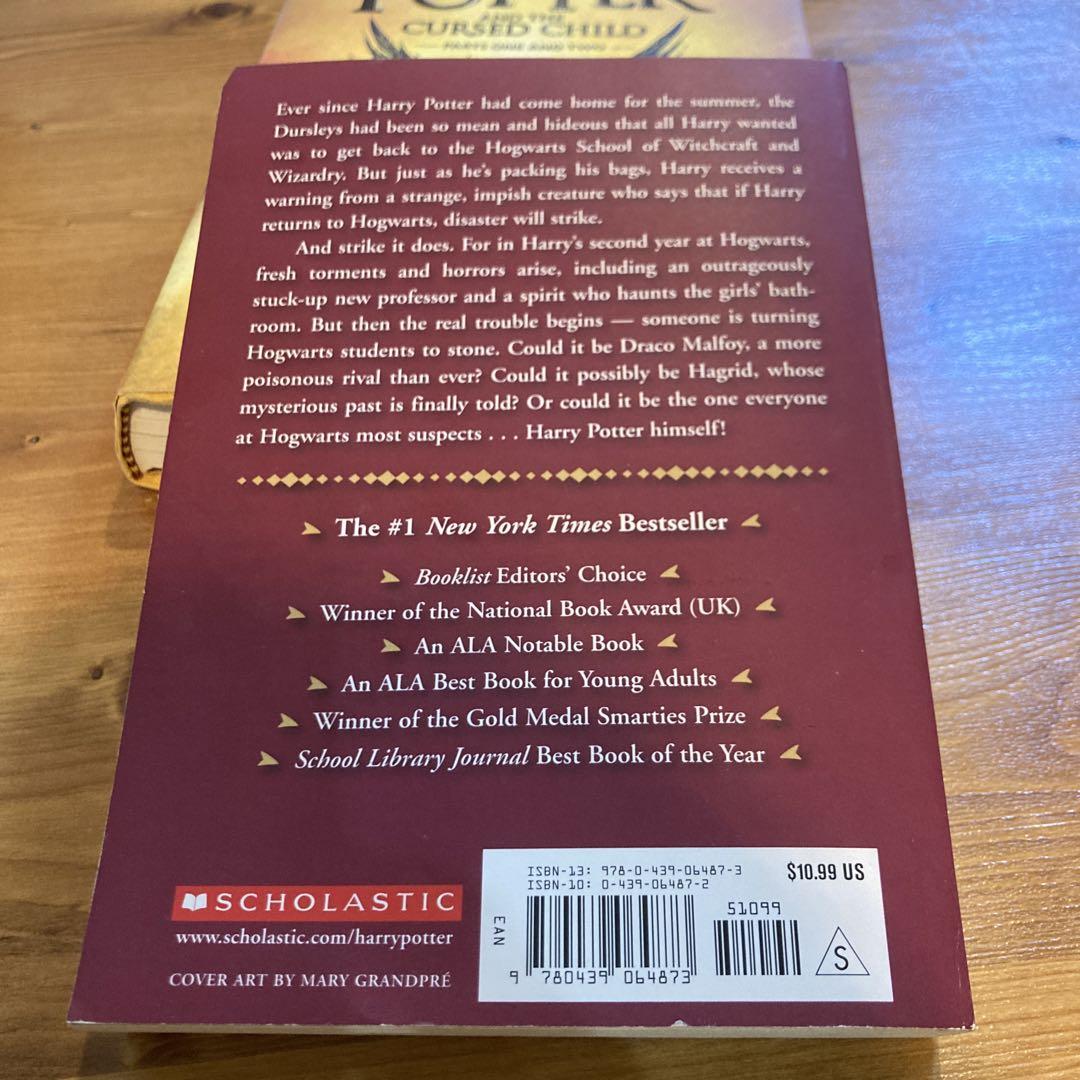 POTTER
AND THE
CURSED CHILD
PARTS ONE AND TWO
Ever since Harry Potter had come home for the summer, the
Dursleys had been so mean and hideous that all Harry wanted
was to get back to the Hogwarts School of Witchcraft and
Wizardry. But just as he's packing his bags, Harry receives a
warning from a strange, impish creature who says that if Harry
returns to Hogwarts, disaster will strike.
And strike it does. For in Harry's second year at Hogwarts,
fresh torments and horrors arise, including an outrageously
stuck-up new professor and a spirit who haunts the girls' bath-
room. But then the real trouble begins — someone is turning
Hogwarts students to stone. Could it be Draco Malfoy, a more
poisonous rival than ever? Could it possibly be Hagrid, whose
mysterious past is finally told? Or could it be the one everyone
at Hogwarts most suspects . . . Harry Potter himself!
The #1 New York Times Bestseller
Booklist Editors' Choice
Winner of the National Book Award (UK)
An ALA Notable Book
An ALA Best Book for Young Adults
Winner of the Gold Medal Smarties Prize
School Library Journal Best Book of the Year
SCHOLASTIC
www.scholastic.com/harrypotter
COVER ART BY MARY GRANDPRÉ
ISBN-13: 978-0-439-06487-3
ISBN-10: 0-439-06487-2
$10.99 US
51099
EAN
S
9 780439 064873